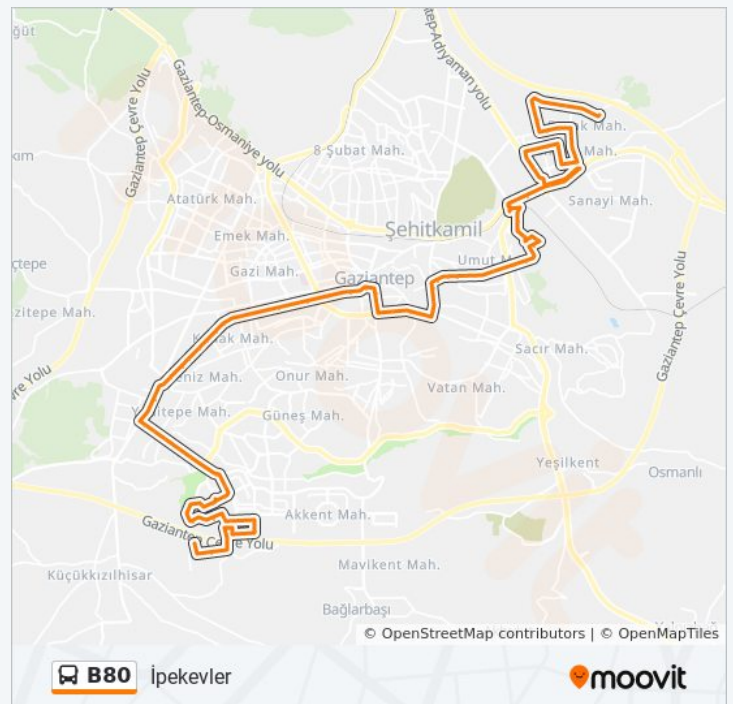 Gaziantep-Adıyaman yolu
Gaziantep Çevre Yolu
Gaziantep-Osmaniye yolu
8 Şubat Mah.
Mah.
Mah.
Atatürk Mah.
Sanayi Mah.
Şehitkamil
Emek Mah.
Gazi Mah.
Umut
Gaziantep
Gaziantep Çevre Yolu
Sacır Mah.
Yolu
Onur Mah.
Vatan Mah.
Mah.
Güneş Mah.
Yeşilkent
Osmanlı
Akkent Mah.
Gaziantep Çevre Yolu
Mavikent Mah.
Küçükkızılhisar
Bağlarbaşı
© OpenStreetMap contributors | © OpenMapTiles
B80 İpekevler
moovit